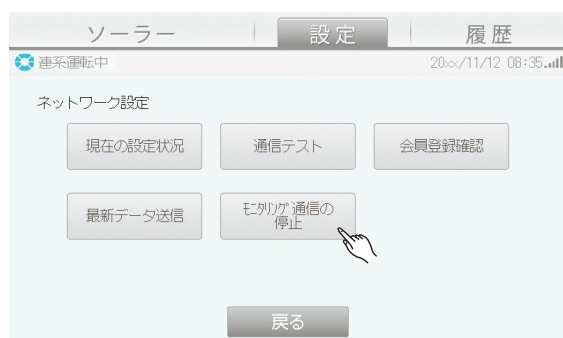 ソーラー 設定 履歴
連系運転中 20××/11/12 08:35
ネットワーク設定
現在の設定状況 通信テスト 会員登録確認
最新データ送信 ﾓﾆﾀﾘﾝｸﾞ通信の
停止
戻る